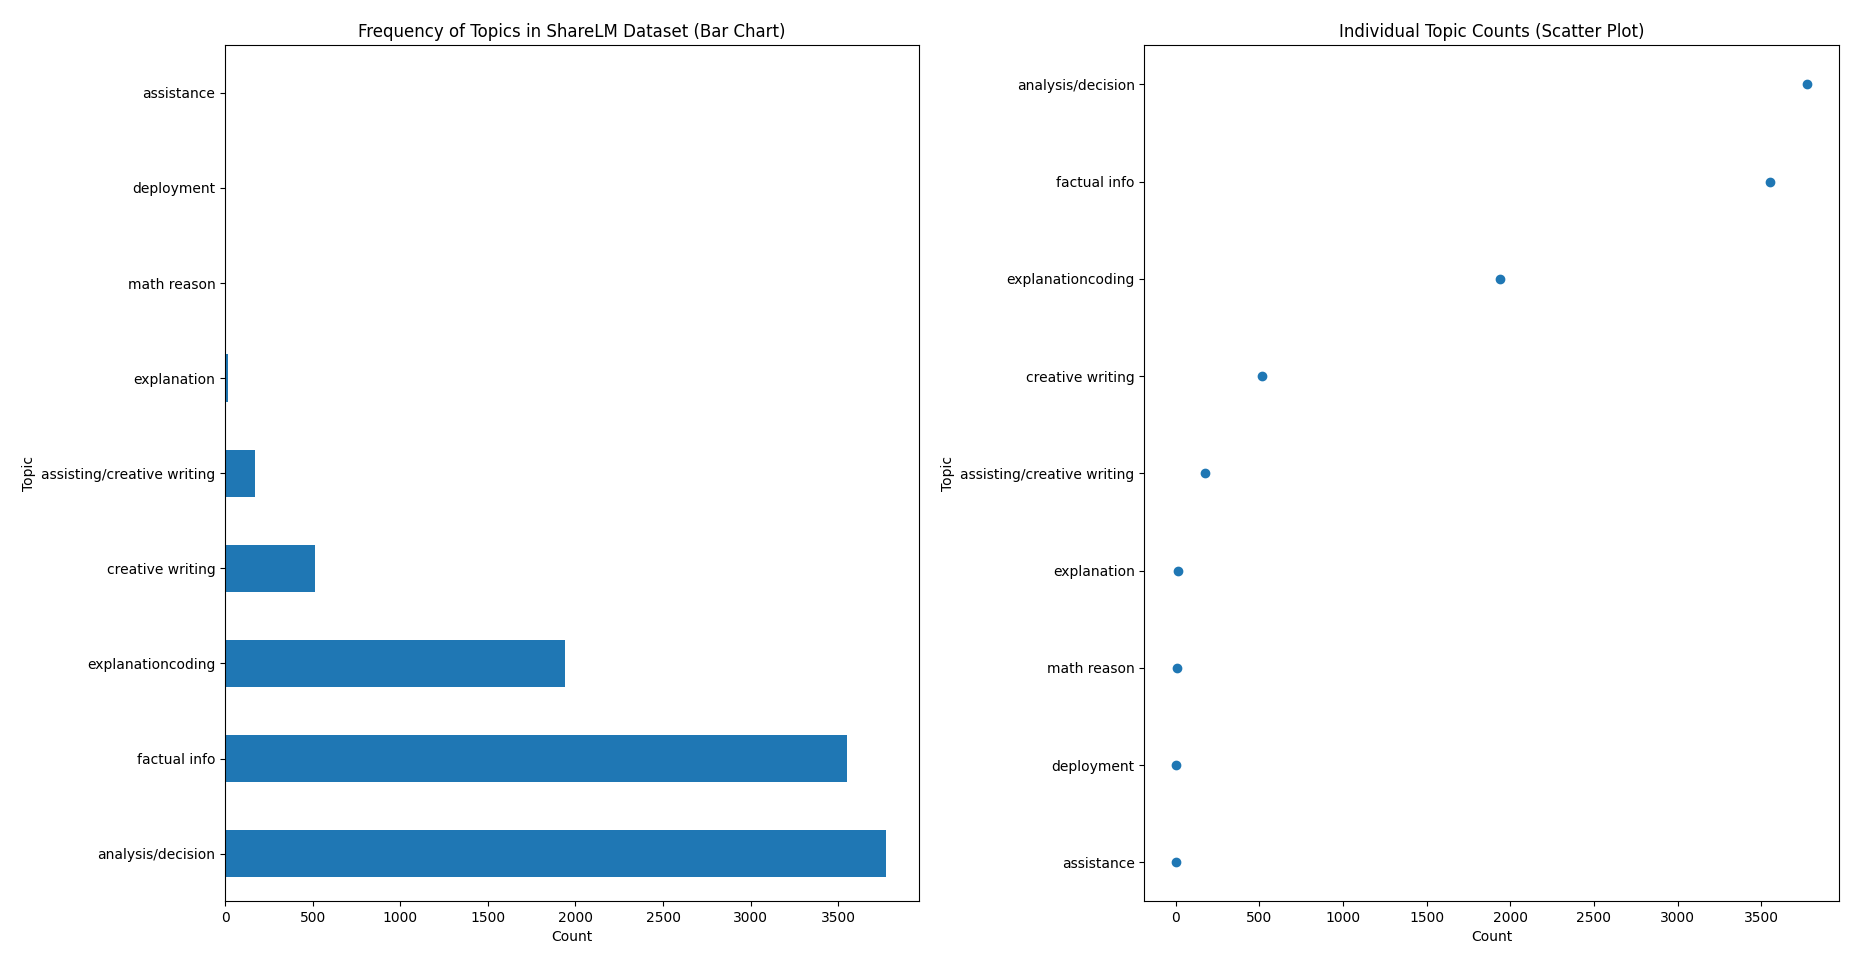 Frequency of Topics in ShareLM Dataset (Bar Chart)
assistance
deployment
math reason
explanation
assisting/creative writing
creative writing
explanationcoding
factual info
analysis/decision
Topic
0 500 1000 1500 2000 2500 3000 3500
Count
Individual Topic Counts (Scatter Plot)
analysis/decision
factual info
explanationcoding
creative writing
assisting/creative writing
explanation
math reason
deployment
assistance
Topic
0 500 1000 1500 2000 2500 3000 3500
Count